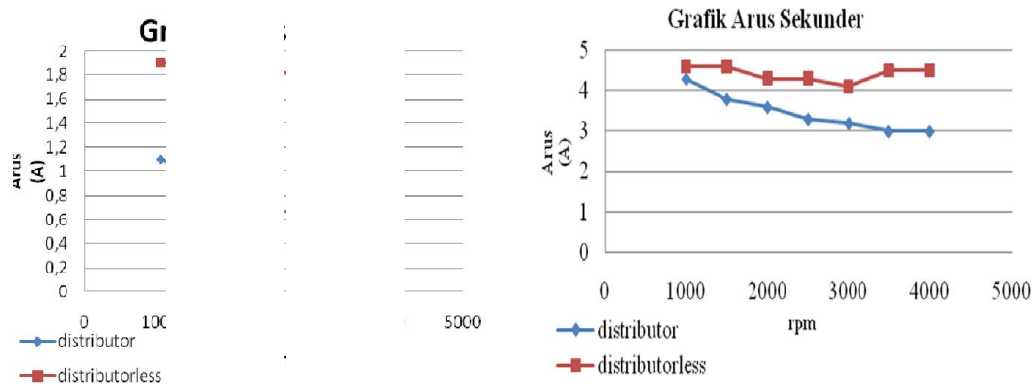 2
1,8
1,6
1,4
1,2
1
0,8
0,6
0,4
0,2
0
Arus
(A)
0
5000
distributor
distributorless
Grafik Arus Sekunder
5
4
3
2
1
0
Arus
(A)
0 1000 2000 3000 4000 5000
rpm
distributor
distributorless